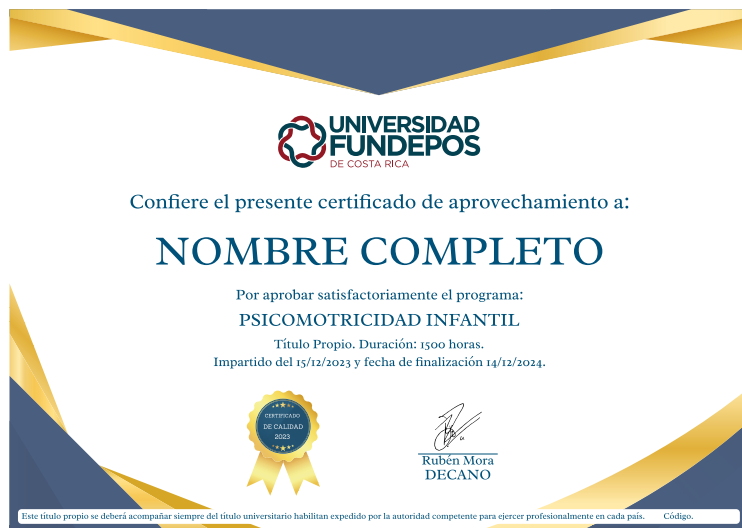 UNIVERSIDAD
FUNDEPOS
DE COSTA RICA
Confiere el presente certificado de aprovechamiento a:
NOMBRE COMPLETO
Por aprobar satisfactoriamente el programa:
PSICOMOTRICIDAD INFANTIL
Título Propio. Duración: 1500 horas.
Impartido del 15/12/2023 y fecha de finalización 14/12/2024.
CERTIFICADO
DE CALIDAD
2023
Rubén Mora
DECANO
Este título propio se deberá acompañar siempre del título universitario habilitan expedido por la autoridad competente para ejercer profesionalmente en cada país. Código.